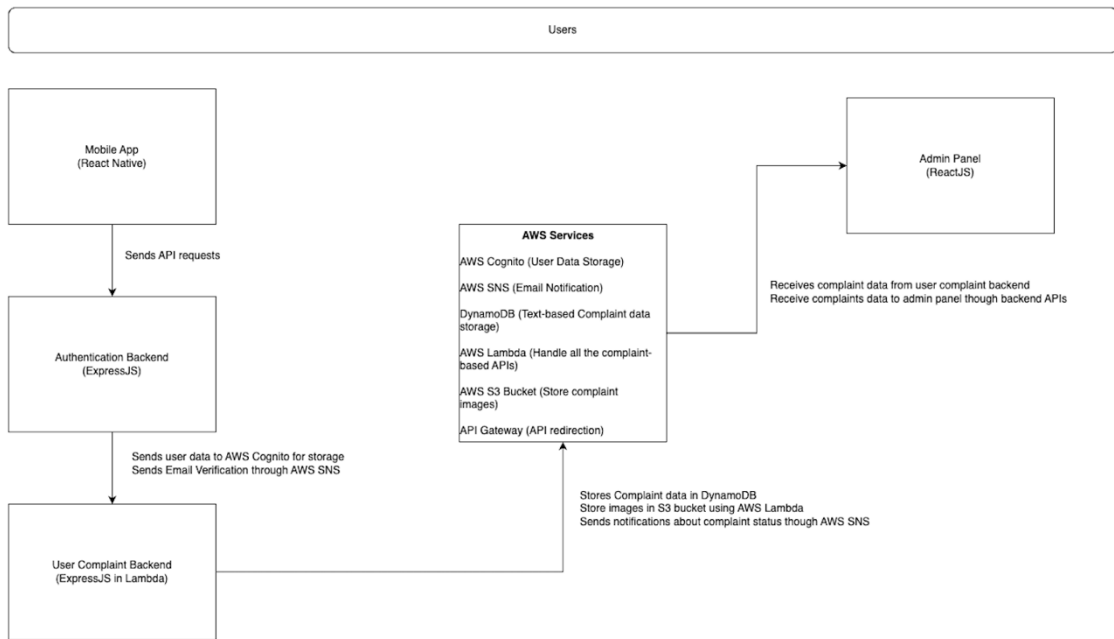 Users
Mobile App
(React Native)
Sends API requests
Authentication Backend
(ExpressJS)
Sends user data to AWS Cognito for storage
Sends Email Verification through AWS SNS
User Complaint Backend
(ExpressJS in Lambda)
AWS Services
AWS Cognito (User Data Storage)
AWS SNS (Email Notification)
DynamoDB (Text-based Complaint data
storage)
AWS Lambda (Handle all the complaint-
based APIs)
AWS S3 Bucket (Store complaint
images)
API Gateway (API redirection)
Stores Complaint data in DynamoDB
Store images in S3 bucket using AWS Lambda
Sends notifications about complaint status though AWS SNS
Admin Panel
(ReactJS)
Receives complaint data from user complaint backend
Receive complaints data to admin panel though backend APIs